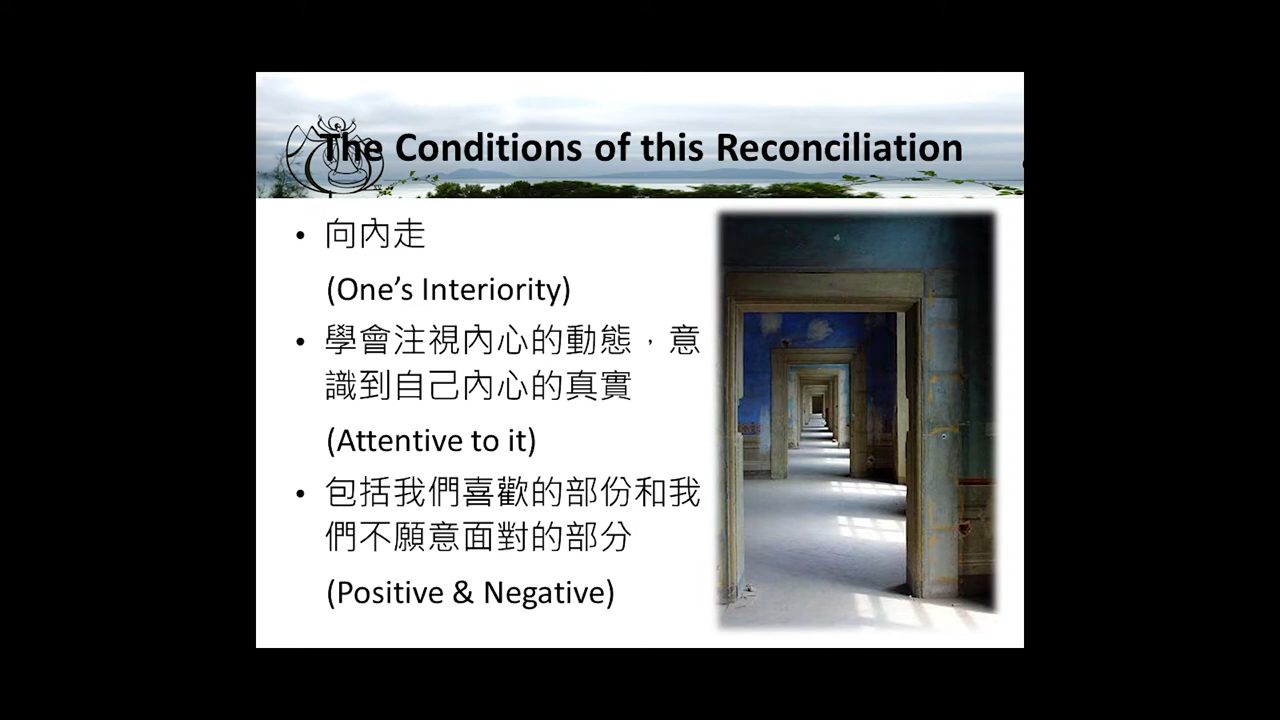 The Conditions of this Reconciliation
• 向內走
(One’s Interiority)
• 學會注視內心的動態，意
識到自己內心的真實
(Attentive to it)
• 包括我們喜歡的部份和我
們不願意面對的部分
(Positive & Negative)